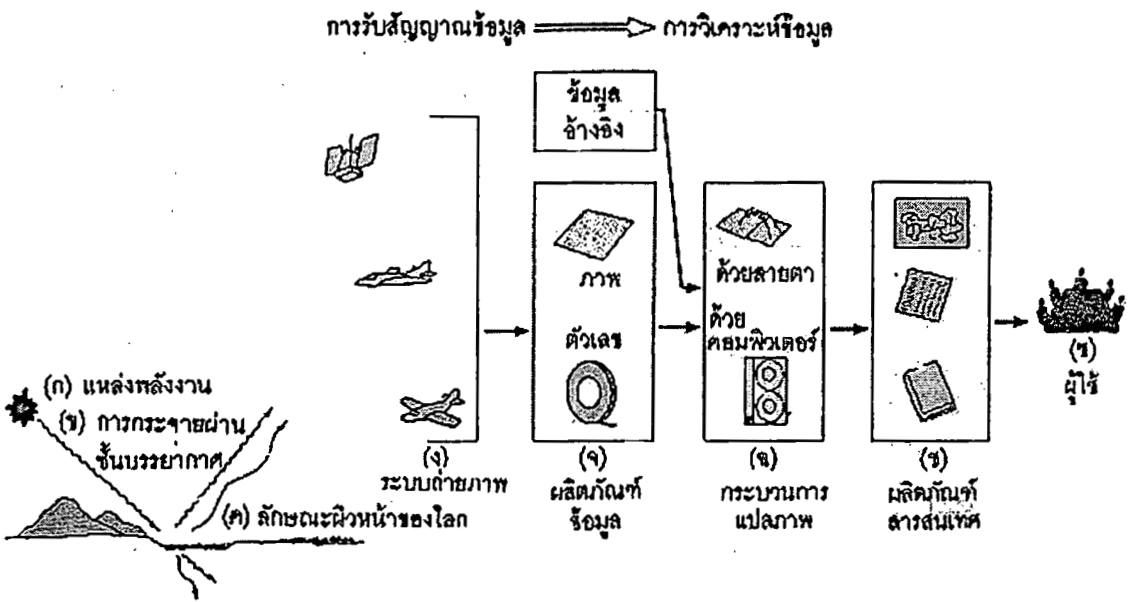 การรับสัญญาณข้อมูล การวิเคราะห์ข้อมูล
ข้อมูล
อ้างอิง
ภาพ
ตัวเลข
ด้วยสายตา
ด้วย
คอมพิวเตอร์
(ก) แหล่งพลังงาน
(ข) การกระจายผ่าน
ชั้นบรรยากาศ
(ค) ลักษณะผิวหน้าของโลก
(ง)
ระบบถ่ายภาพ
(จ)
ผลิตภัณฑ์
ข้อมูล
(ฉ)
กระบวนการ
แปลภาพ
(ช)
ผลิตภัณฑ์
สารสนเทศ
(ซ)
ผู้ใช้